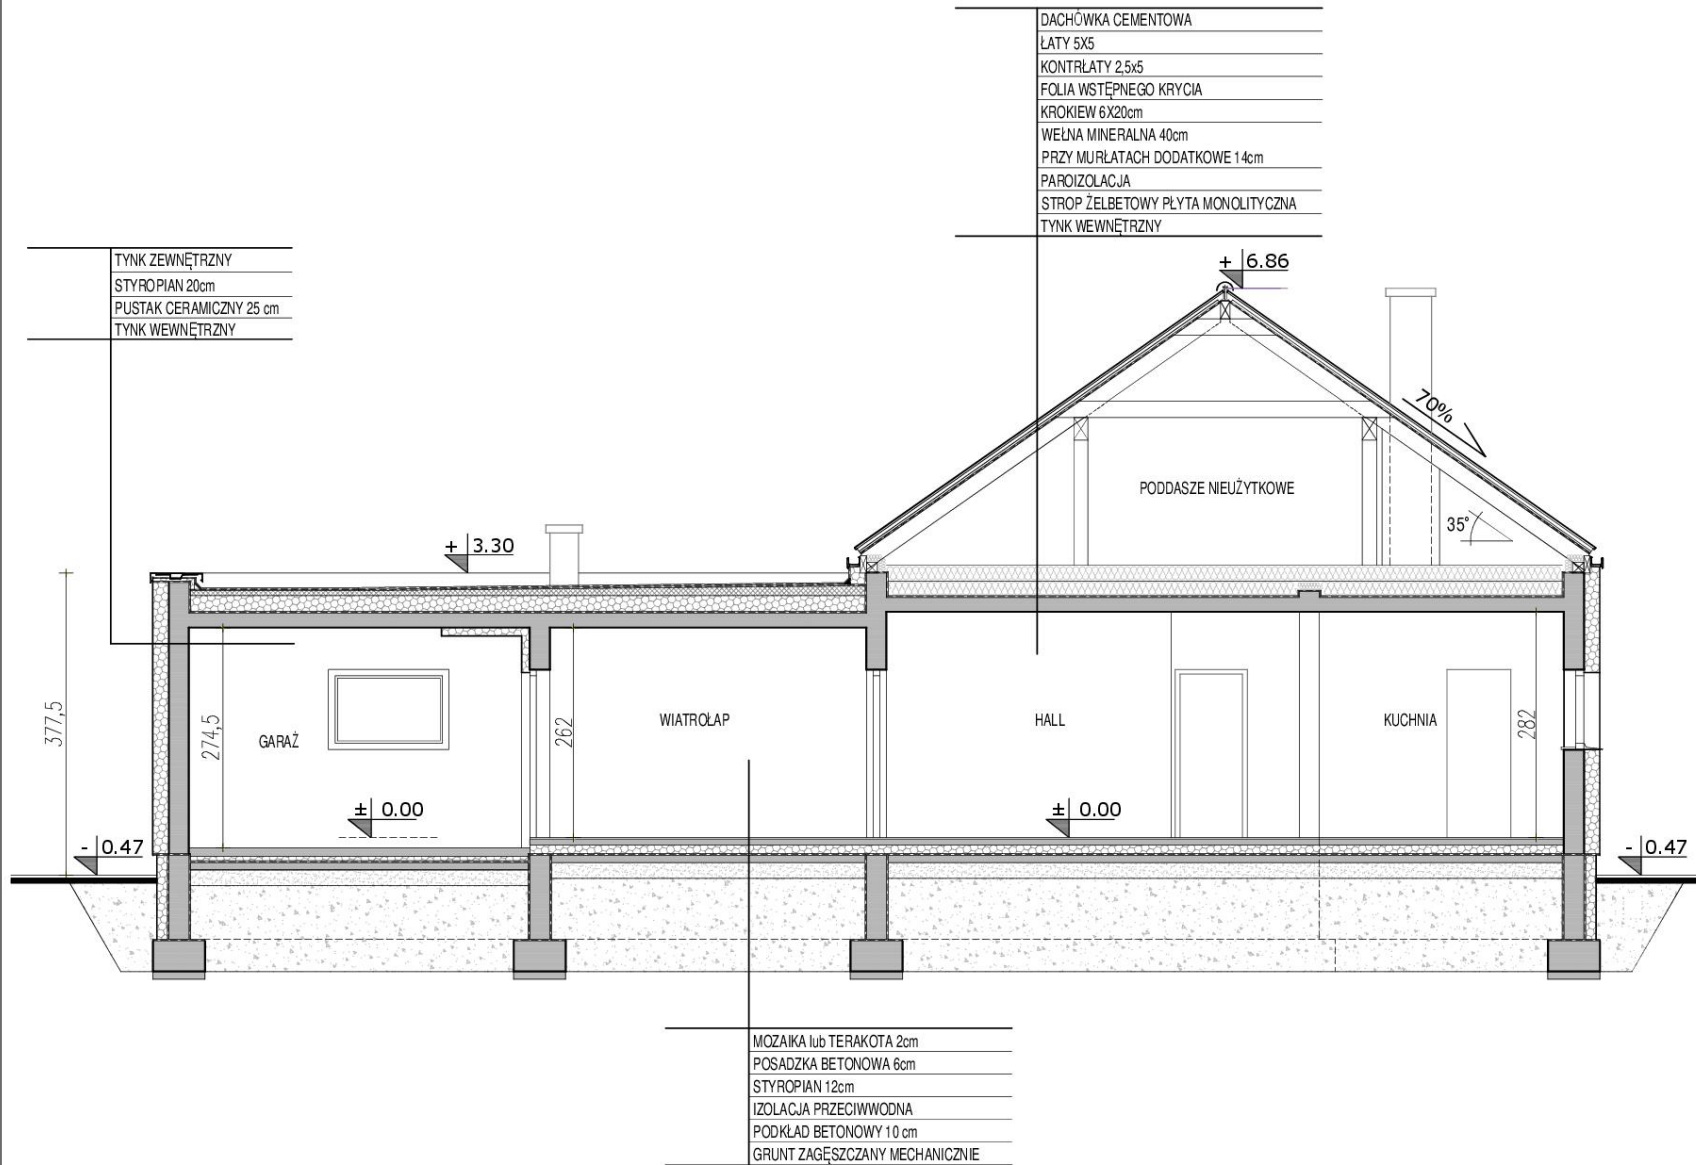 DACHÓWKA CEMENTOWA
ŁATY 5X5
KONTRŁATY 2,5x5
FOLIA WSTĘPNEGO KRYCIA
KROKIEW 6X20cm
WEŁNA MINERALNA 40cm
PRZY MURŁATACH DODATKOWE 14cm
PAROIZOLACJA
STROP ŻELBETOWY PŁYTA MONOLITYCZNA
TYNK WEWNĘTRZNY
TYNK ZEWNĘTRZNY
STYROPIAN 20cm
PUSTAK CERAMICZNY 25 cm
TYNK WEWNĘTRZNY
+ 6.86
70%
PODDASZE NIEUŻYTKOWE
35°
+ 3.30
377,5
274,5
GARAŻ
262
WIATROŁAP
HALL
KUCHNIA
282
± 0.00
± 0.00
- 0.47
- 0.47
MOZAIKA lub TERAKOTA 2cm
POSADZKA BETONOWA 6cm
STYROPIAN 12cm
IZOLACJA PRZECIWWODNA
PODKŁAD BETONOWY 10 cm
GRUNT ZAGĘSZCZANY MECHANICZNIE